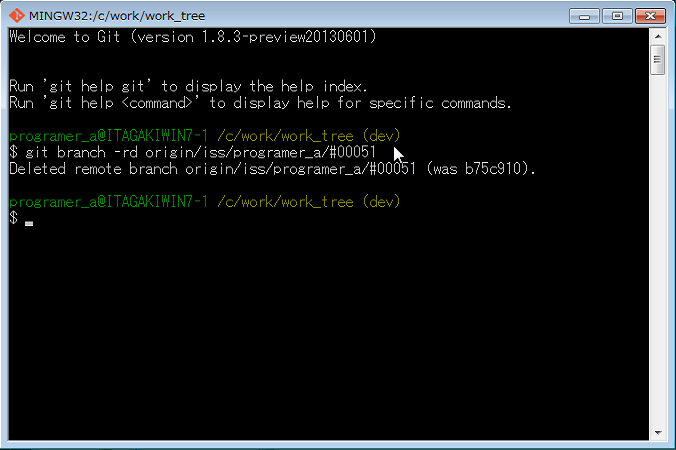 MINGW32:/c/work/work_tree
Welcome to Git (version 1.8.3-preview20130601)
Run 'git help git' to display the help index.
Run 'git help <command>' to display help for specific commands.
programer_a@ITAGAKIWIN7-1 /c/work/work_tree (dev)
$ git branch -rd origin/iss/programer_a/#00051
Deleted remote branch origin/iss/programer_a/#00051 (was b75c910).
programer_a@ITAGAKIWIN7-1 /c/work/work_tree (dev)
$